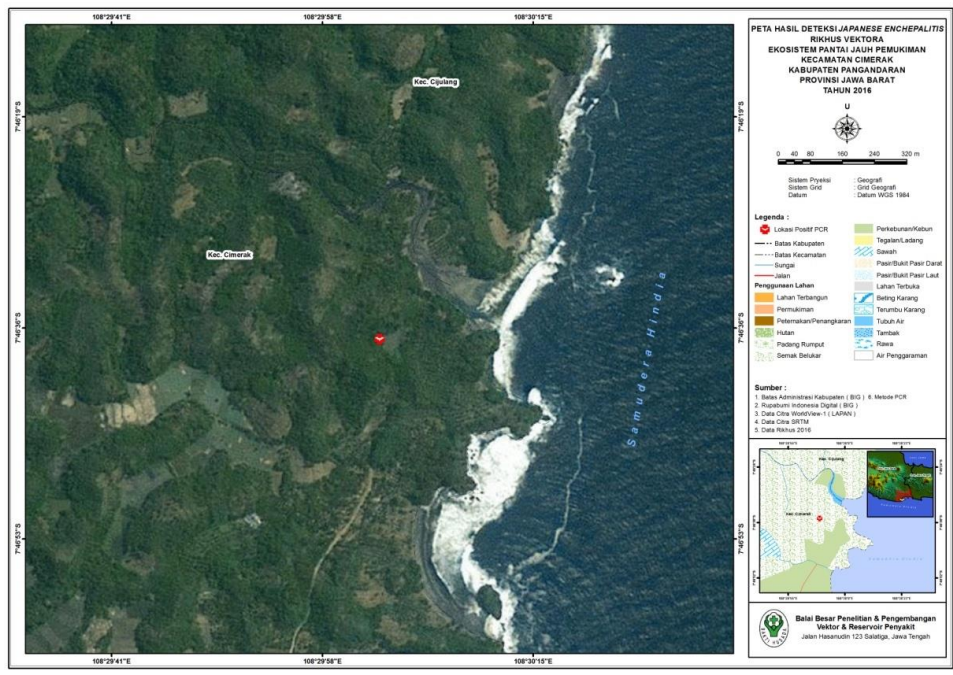 108°29'41"E 108°29'58"E 108°30'15"E
7°46'19"S
7°46'36"S
7°46'53"S
Kec. Cijulang
Kec. Cimerak
Samudera Hindia
7°46'19"S
7°46'36"S
7°46'53"S
108°29'41"E 108°29'58"E 108°30'15"E
PETA HASIL DETEKSI JAPANESE ENCHEPALITIS
RIKHUS VEKTORA
EKOSISTEM PANTAI JAUH PEMUKIMAN
KECAMATAN CIMERAK
KABUPATEN PANGANDARAN
PROVINSI JAWA BARAT
TAHUN 2016
U
0 40 80 160 240 320 m
Sistem Pryeksi : Geografi
Sistem Grid : Grid Geografi
Datum : Datum WGS 1984
Legenda :
Lokasi Positif PCR
Batas Kabupaten
Batas Kecamatan
Sungai
Jalan
Penggunaan Lahan
Lahan Terbangun
Permukiman
Peternakan/Penangkaran
Hutan
Padang Rumput
Semak Belukar
Perkebunan/Kebun
Tegalan/Ladang
Sawah
Pasir/Bukit Pasir Darat
Pasir/Bukit Pasir Laut
Lahan Terbuka
Beting Karang
Terumbu Karang
Tubuh Air
Tambak
Rawa
Air Penggaraman
Sumber :
1. Batas Administrasi Kabupaten ( BIG ) 6. Metode PCR
2. Rupabumi Indonesia Digital ( BIG )
3. Data Citra WorldView-1 ( LAPAN )
4. Data Citra SRTM
5. Data Rikhus 2016
Kec. Cijulang
Kec. Cimerak
BAKTI HUSADA
Balai Besar Penelitian & Pengembangan
Vektor & Reservoir Penyakit
Jalan Hasanudin 123 Salatiga, Jawa Tengah